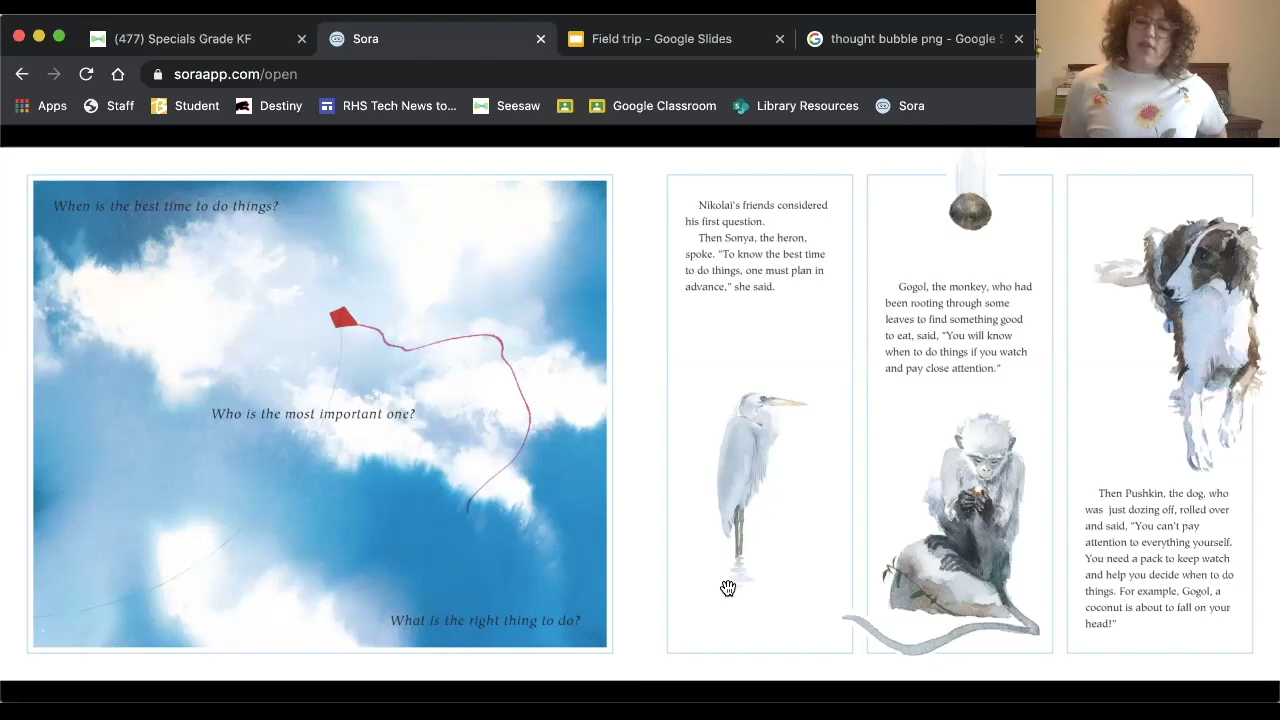 (477) Specials Grade KF
Sora
Field trip - Google Slides
thought bubble png - Google S
soraapp.com/open
Apps
Staff
Student
Destiny
RHS Tech News to...
Seesaw
Google Classroom
Library Resources
Sora
When is the best time to do things?
Who is the most important one?
What is the right thing to do?
Nikolai's friends considered
his first question.
Then Sonya, the heron,
spoke. "To know the best time
to do things, one must plan in
advance," she said.
Gogol, the monkey, who had
been rooting through some
leaves to find something good
to eat, said, "You will know
when to do things if you watch
and pay close attention."
Then Pushkin, the dog, who
was just dozing off, rolled over
and said, "You can't pay
attention to everything yourself.
You need a pack to keep watch
and help you decide when to do
things. For example, Gogol, a
coconut is about to fall on your
head!"